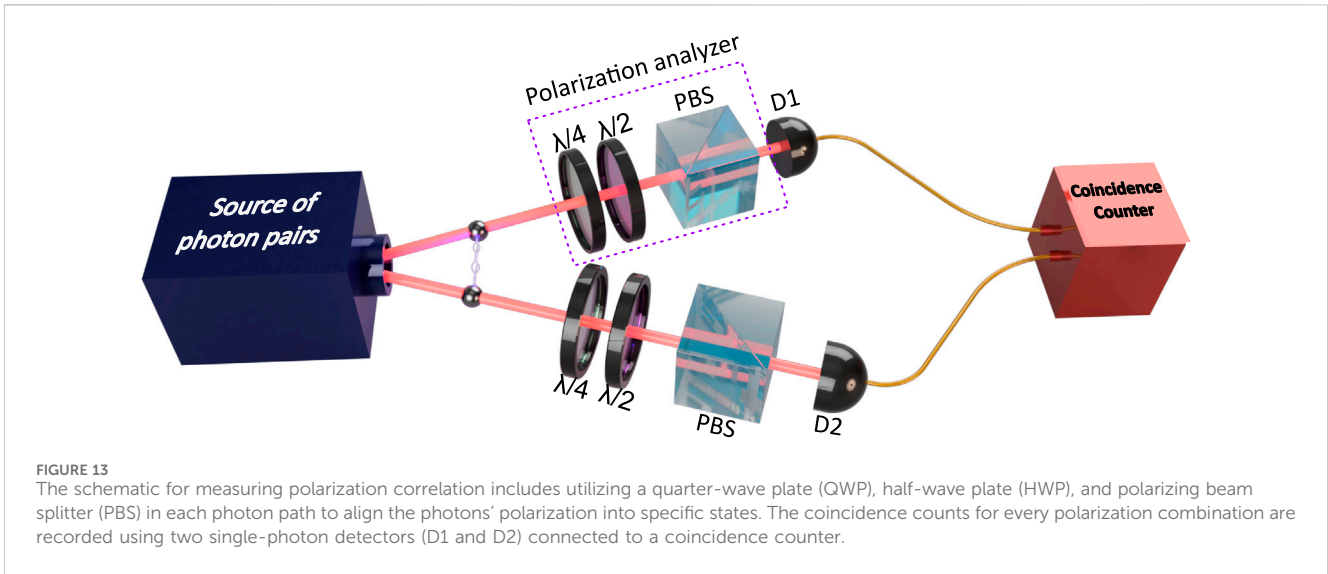 Polarization analyzer
PBS
D1
λ/4
λ/2
Source of
photon pairs
Coincidence
Counter
λ/4
λ/2
PBS
D2
FIGURE 13
The schematic for measuring polarization correlation includes utilizing a quarter-wave plate (QWP), half-wave plate (HWP), and polarizing beam
splitter (PBS) in each photon path to align the photons’ polarization into specific states. The coincidence counts for every polarization combination are
recorded using two single-photon detectors (D1 and D2) connected to a coincidence counter.